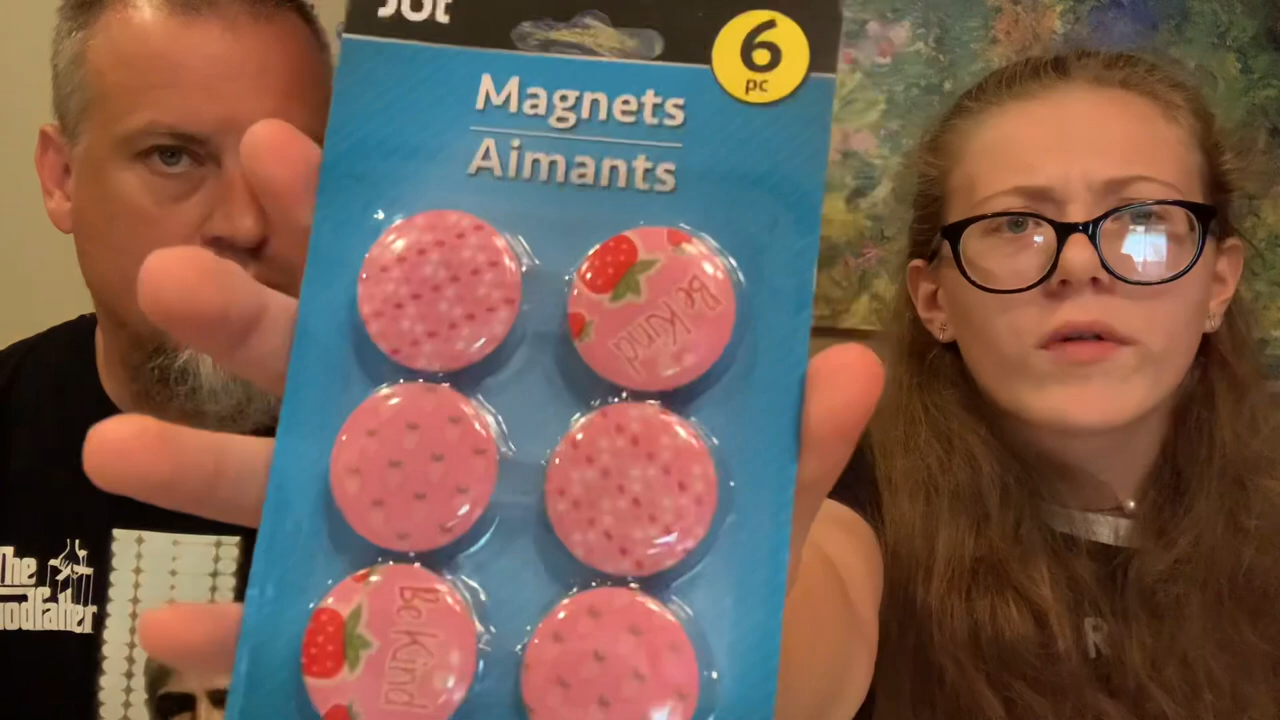 Jot
6
pc
Magnets
Aimants
Be Kind
Be Kind
The
Godfather
R